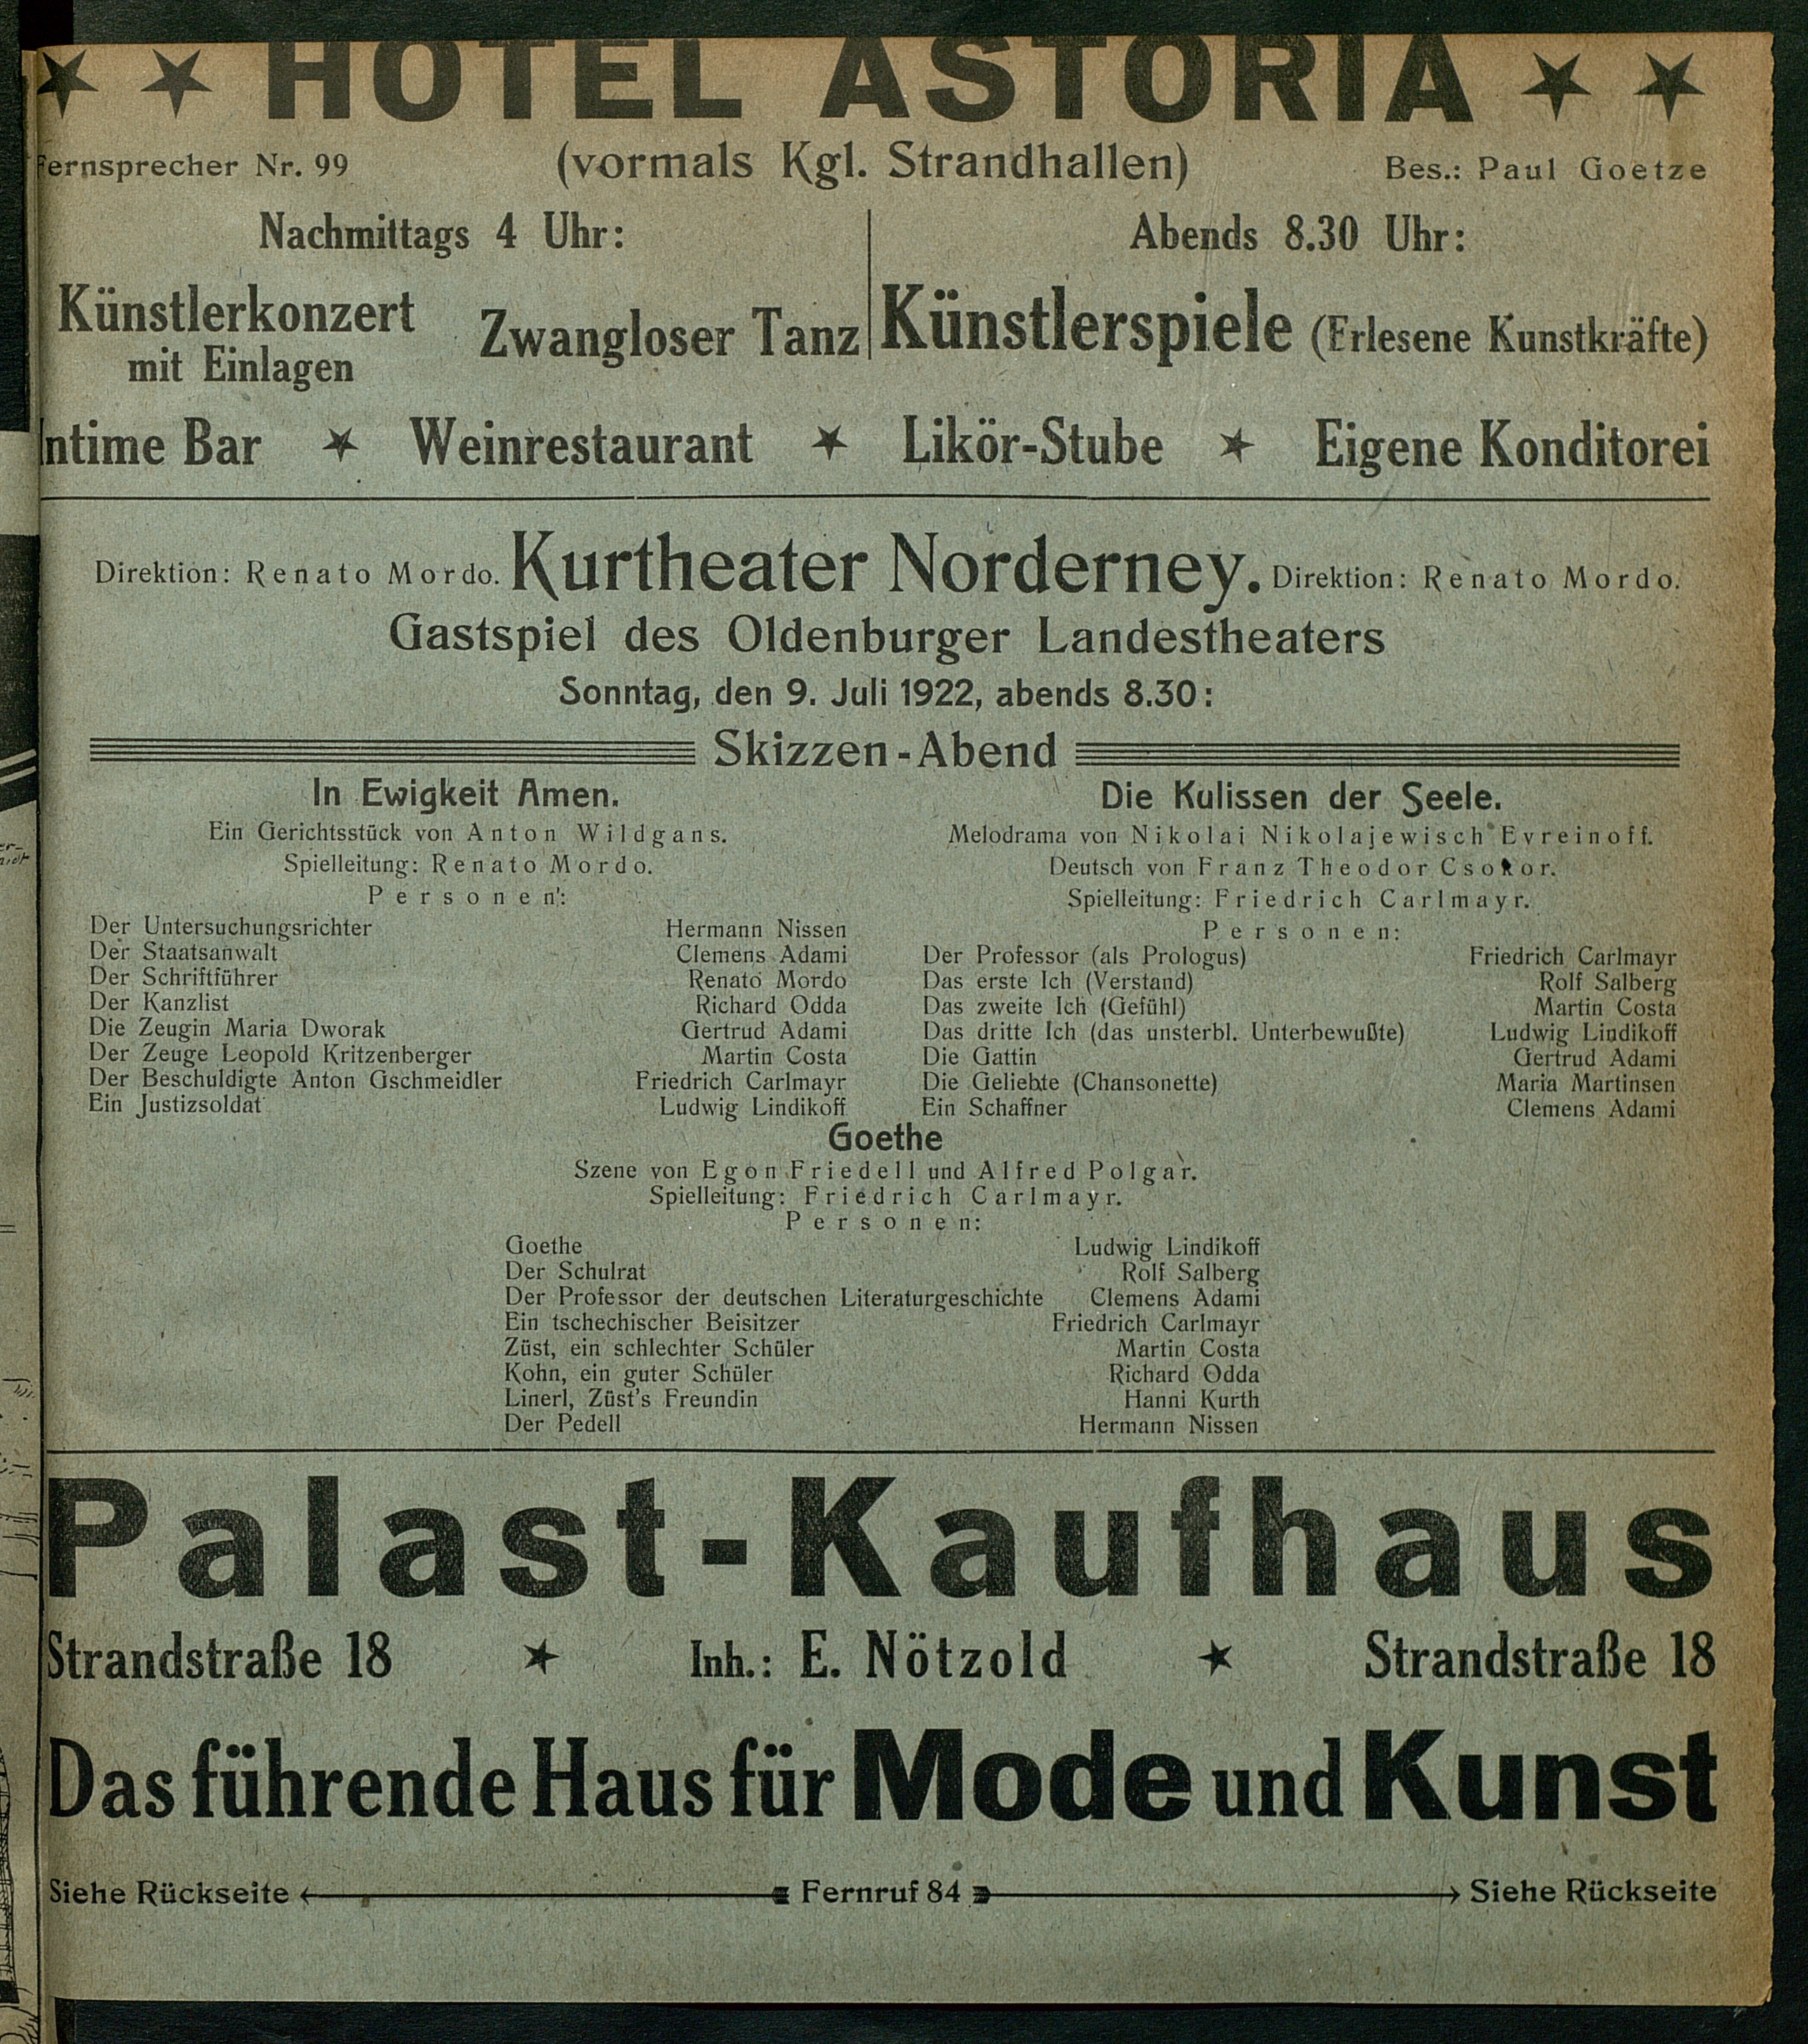 ★ ★ HOTEL ASTORIA ★ ★
Fernsprecher Nr. 99 (vormals Kgl. Strandhallen) Bes.: Paul Goetze
Nachmittags 4 Uhr:
Künstlerkonzert
mit Einlagen
Zwangloser Tanz
Abends 8.30 Uhr:
Künstlerspiele (Erlesene Kunstkräfte)
Intime Bar ★ Weinrestaurant ★ Likör-Stube ★ Eigene Konditorei
Direktion: Renato Mordo. Kurtheater Norderney. Direktion: Renato Mordo.
Gastspiel des Oldenburger Landestheaters
Sonntag, den 9. Juli 1922, abends 8.30:
Skizzen-Abend
In Ewigkeit Amen.
Ein Gerichtsstück von Anton Wildgans.
Spielleitung: Renato Mordo.
Personen:
Der Untersuchungsrichter Hermann Nissen
Der Staatsanwalt Clemens Adami
Der Schriftführer Renato Mordo
Der Kanzlist Richard Odda
Die Zeugin Maria Dworak Gertrud Adami
Der Zeuge Leopold Kritzenberger Martin Costa
Der Beschuldigte Anton Gschmeidler Friedrich Carlmayr
Ein Justizsoldat Ludwig Lindikoff
Die Kulissen der Seele.
Melodrama von Nikolai Nikolajewisch Evreinoff.
Deutsch von Franz Theodor Csokor.
Spielleitung: Friedrich Carlmayr.
Personen:
Der Professor (als Prologus) Friedrich Carlmayr
Das erste Ich (Verstand) Rolf Salberg
Das zweite Ich (Gefühl) Martin Costa
Das dritte Ich (das unsterbl. Unterbewußte) Ludwig Lindikoff
Die Gattin Gertrud Adami
Die Geliebte (Chansonette) Maria Martinsen
Ein Schaffner Clemens Adami
Goethe
Szene von Egon Friedell und Alfred Polgar.
Spielleitung: Friedrich Carlmayr.
Personen:
Goethe Ludwig Lindikoff
Der Schulrat Rolf Salberg
Der Professor der deutschen Literaturgeschichte Clemens Adami
Ein tschechischer Beisitzer Friedrich Carlmayr
Züst, ein schlechter Schüler Martin Costa
Kohn, ein guter Schüler Richard Odda
Linerl, Züst's Freundin Hanni Kurth
Der Pedell Hermann Nissen
Palast-Kaufhaus
Strandstraße 18 ★ Inh.: E. Nötzold ★ Strandstraße 18
Das führende Haus für Mode und Kunst
Siehe Rückseite ← Fernruf 84 → Siehe Rückseite